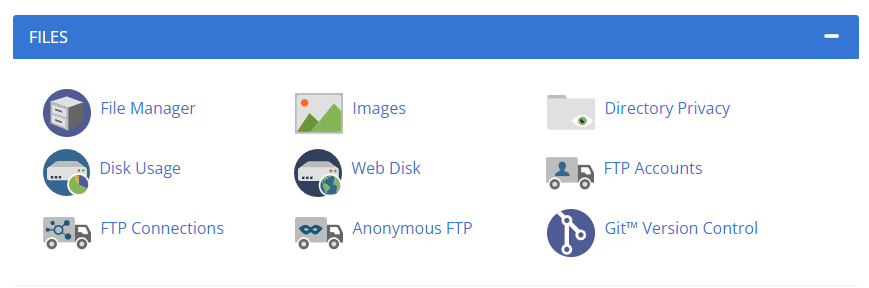 FILES
File Manager
Images
Directory Privacy
Disk Usage
Web Disk
FTP Accounts
FTP Connections
Anonymous FTP
Git™ Version Control